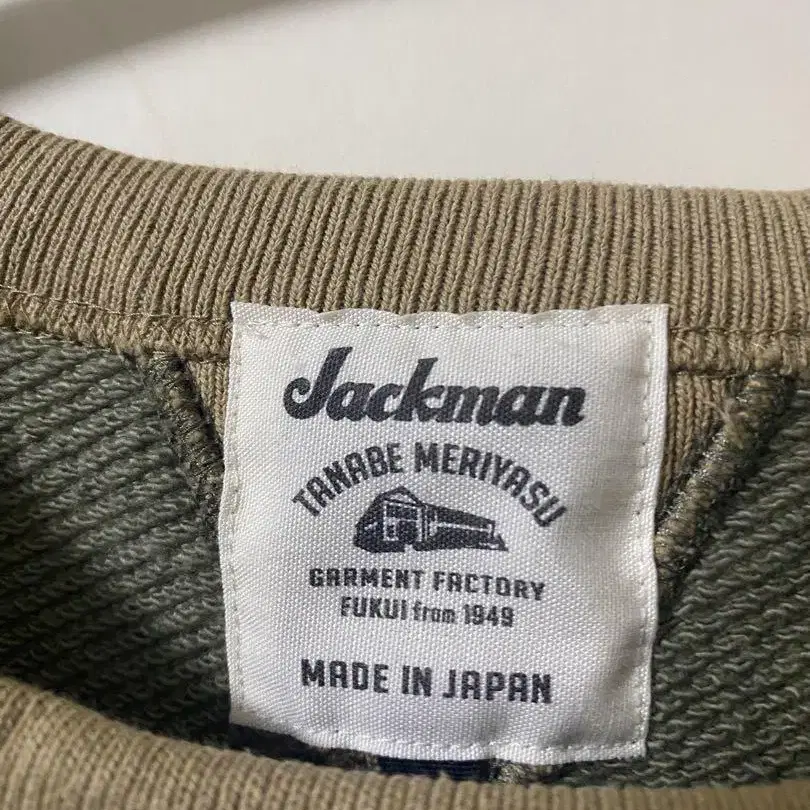 Jackman
TANABE MERIYASU
GARMENT FACTORY
FUKUI from 1949
MADE IN JAPAN